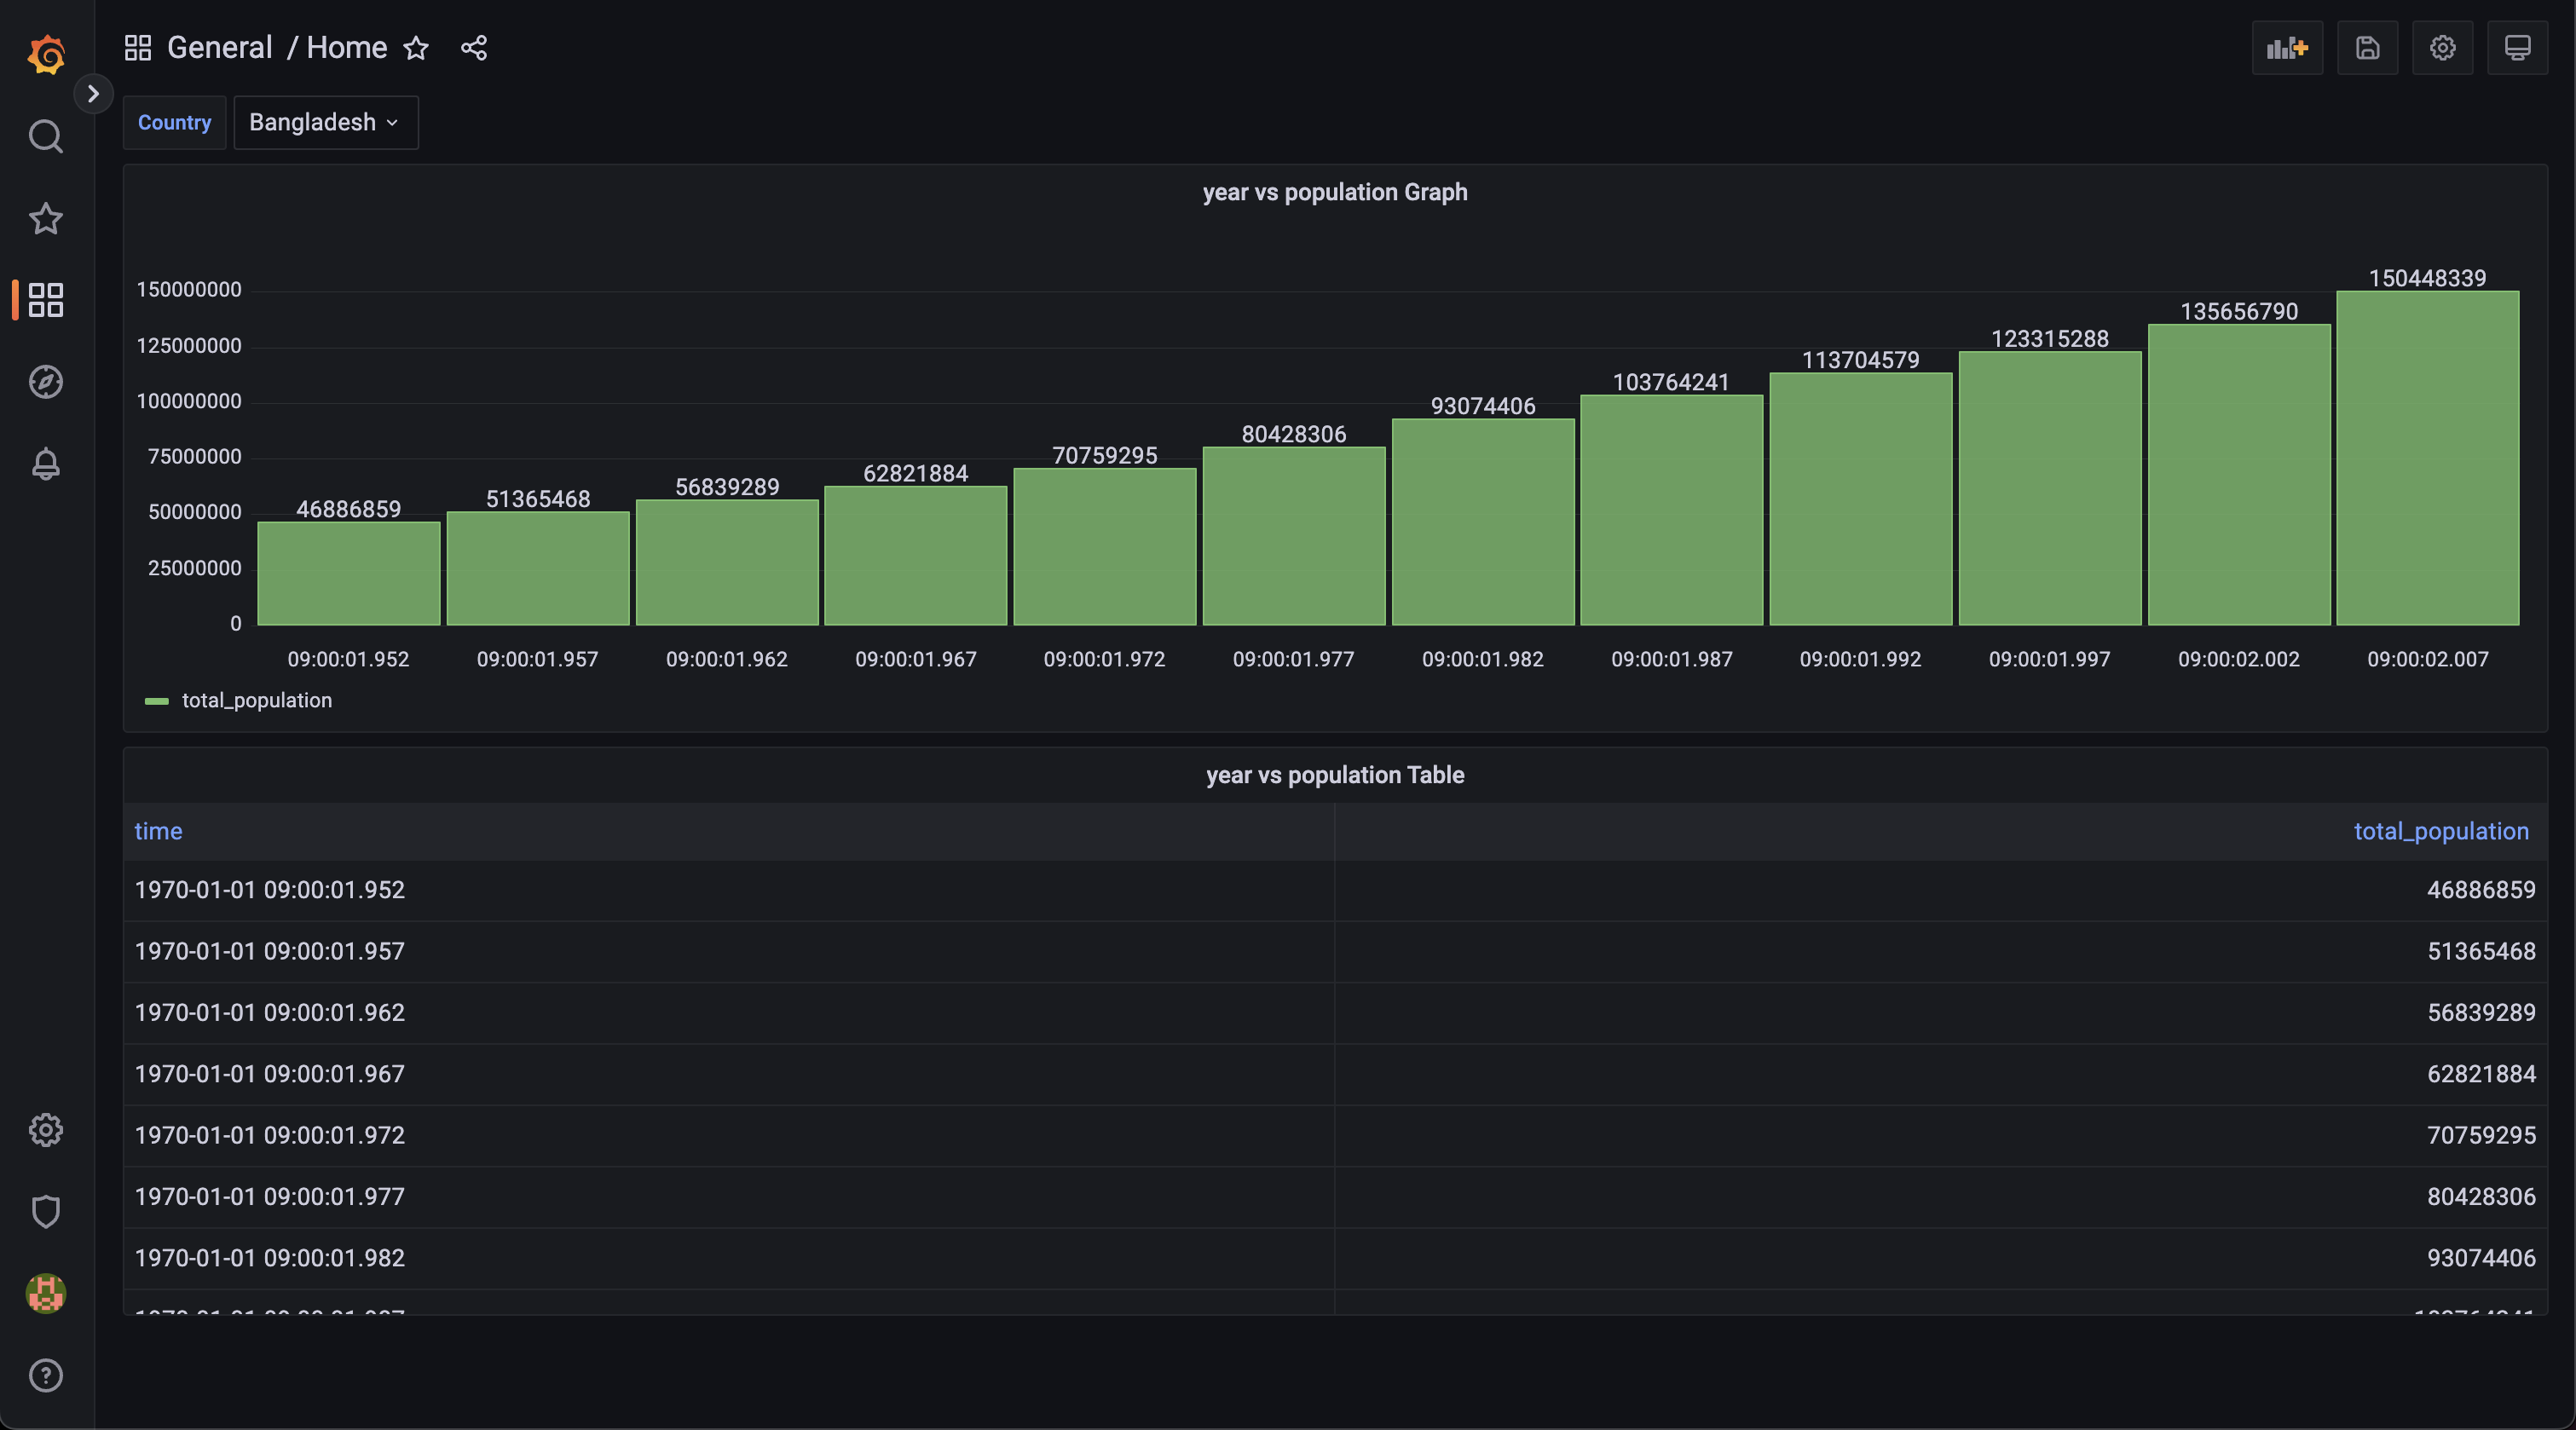 General / Home
Country Bangladesh
year vs population Graph
150000000
125000000
100000000
75000000
50000000
25000000
0
46886859
51365468
56839289
62821884
70759295
80428306
93074406
103764241
113704579
123315288
135656790
150448339
09:00:01.952 09:00:01.957 09:00:01.962 09:00:01.967 09:00:01.972 09:00:01.977 09:00:01.982 09:00:01.987 09:00:01.992 09:00:01.997 09:00:02.002 09:00:02.007
total_population
year vs population Table
time total_population
1970-01-01 09:00:01.952 46886859
1970-01-01 09:00:01.957 51365468
1970-01-01 09:00:01.962 56839289
1970-01-01 09:00:01.967 62821884
1970-01-01 09:00:01.972 70759295
1970-01-01 09:00:01.977 80428306
1970-01-01 09:00:01.982 93074406